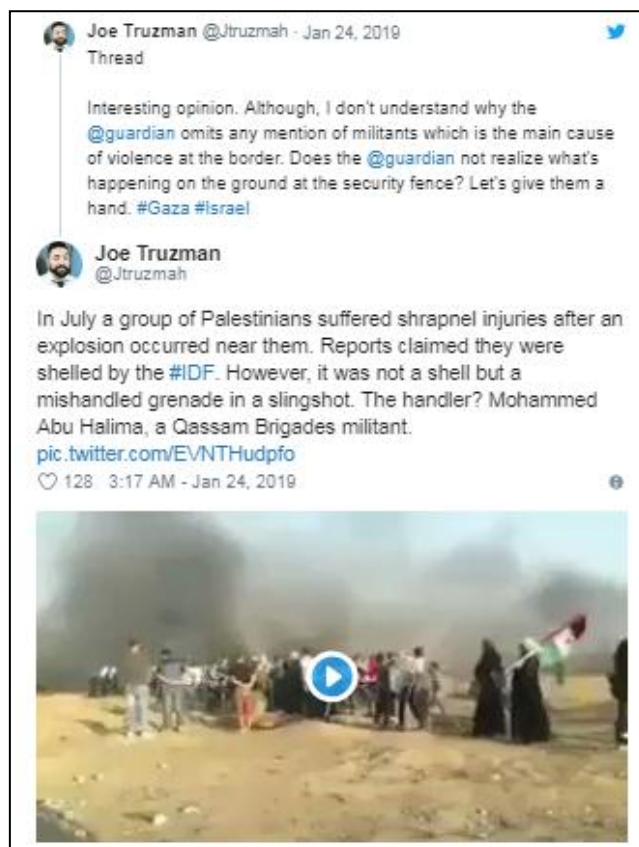 Joe Truzman @Jtruzmah · Jan 24, 2019
Thread
Interesting opinion. Although, I don't understand why the
@guardian omits any mention of militants which is the main cause
of violence at the border. Does the @guardian not realize what's
happening on the ground at the security fence? Let's give them a
hand. #Gaza #Israel
Joe Truzman
@Jtruzmah
In July a group of Palestinians suffered shrapnel injuries after an
explosion occurred near them. Reports claimed they were
shelled by the #IDF. However, it was not a shell but a
mishandled grenade in a slingshot. The handler? Mohammed
Abu Halima, a Qassam Brigades militant.
pic.twitter.com/EVNTHudpfo
128 3:17 AM - Jan 24, 2019